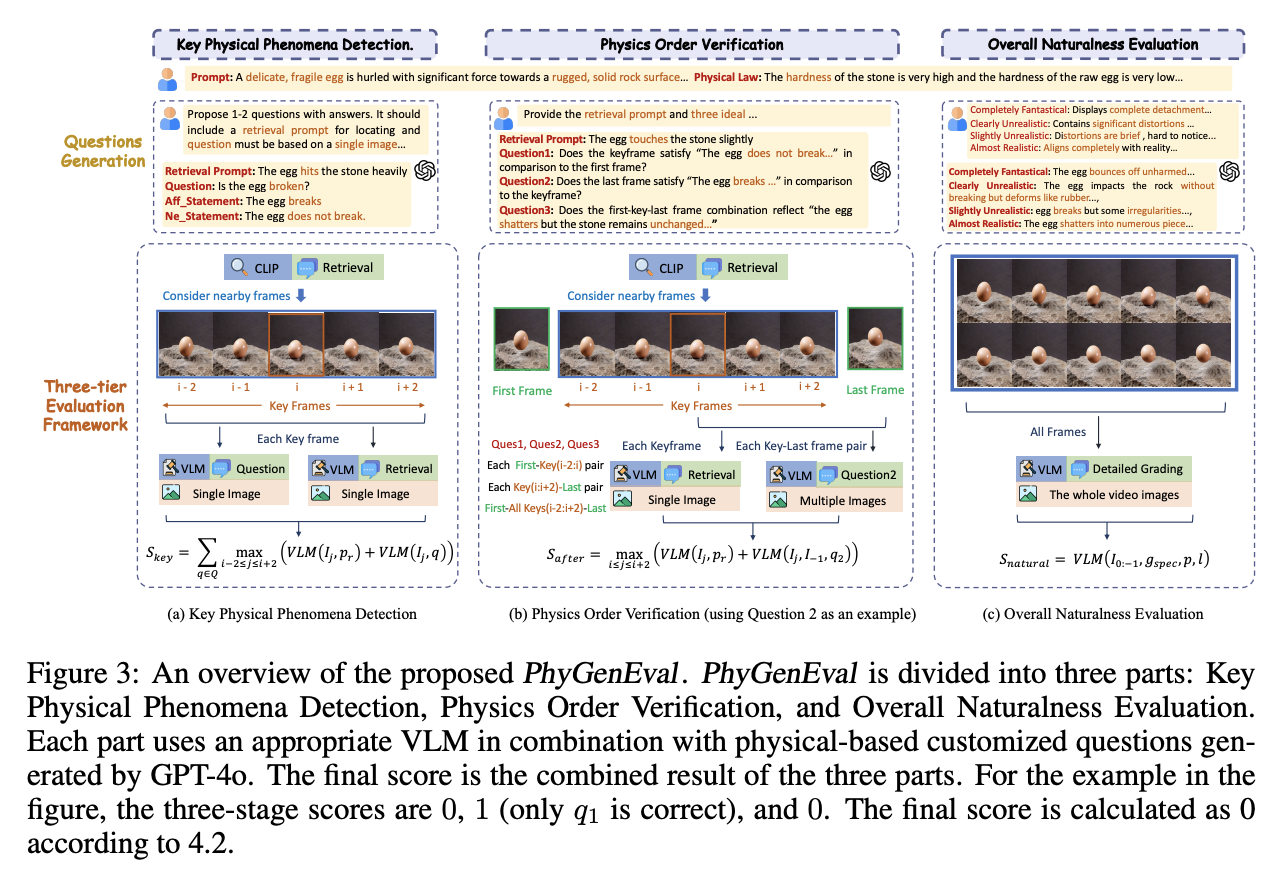 Key Physical Phenomena Detection.
Physics Order Verification
Overall Naturalness Evaluation
Prompt: A delicate, fragile egg is hurled with significant force towards a rugged, solid rock surface... Physical Law: The hardness of the stone is very high and the hardness of the raw egg is very low...
Questions
Generation
Propose 1-2 questions with answers. It should
include a retrieval prompt for locating and
question must be based on a single image...
Retrieval Prompt: The egg hits the stone heavily
Question: Is the egg broken?
Aff_Statement: The egg breaks
Ne_Statement: The egg does not break.
Provide the retrieval prompt and three ideal ...
Retrieval Prompt: The egg touches the stone slightly
Question1: Does the keyframe satisfy “The egg does not break...” in
comparison to the first frame?
Question2: Does the last frame satisfy “The egg breaks ...” in comparison
to the keyframe?
Question3: Does the first-key-last frame combination reflect “the egg
shatters but the stone remains unchanged...”
Completely Fantastical: Displays complete detachment...
Clearly Unrealistic: Contains significant distortions ...
Slightly Unrealistic: Distortions are brief , hard to notice...
Almost Realistic: Aligns completely with reality...
Completely Fantastical: The egg bounces off unharmed...
Clearly Unrealistic: The egg impacts the rock without
breaking but deforms like rubber...,
Slightly Unrealistic: egg breaks but some irregularities...,
Almost Realistic: The egg shatters into numerous piece...
Three-tier
Evaluation
Framework
CLIP Retrieval
Consider nearby frames
i - 2 i - 1 i i + 1 i + 2
Key Frames
Each Key frame
VLM Question
Single Image
VLM Retrieval
Single Image
S_key = ∑_{q∈Q} max_{i−2≤j≤i+2} (VLM(I_j, p_r) + VLM(I_j, q))
(a) Key Physical Phenomena Detection
CLIP Retrieval
Consider nearby frames
First Frame
i - 2 i - 1 i i + 1 i + 2
Last Frame
Key Frames
Ques1, Ques2, Ques3
Each First-Key(i-2:i) pair
Each Key(i:i+2)-Last pair
First-All Keys(i-2:i+2)-Last
Each Keyframe
Each Key-Last frame pair
VLM Retrieval
Single Image
VLM Question2
Multiple Images
S_after = max_{i≤j≤i+2} (VLM(I_j, p_r) + VLM(I_j, I_{−1}, q_2))
(b) Physics Order Verification (using Question 2 as an example)
All Frames
VLM Detailed Grading
The whole video images
S_natural = VLM(I_{0:−1}, g_spec, p, l)
(c) Overall Naturalness Evaluation
Figure 3: An overview of the proposed PhyGenEval. PhyGenEval is divided into three parts: Key
Physical Phenomena Detection, Physics Order Verification, and Overall Naturalness Evaluation.
Each part uses an appropriate VLM in combination with physical-based customized questions gen-
erated by GPT-4o. The final score is the combined result of the three parts. For the example in the
figure, the three-stage scores are 0, 1 (only q_1 is correct), and 0. The final score is calculated as 0
according to 4.2.